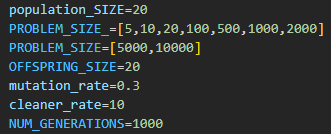 population_SIZE=20
PROBLEM_SIZE_=[5,10,20,100,500,1000,2000]
PROBLEM_SIZE=[5000,10000]
OFFSPRING_SIZE=20
mutation_rate=0.3
cleaner_rate=10
NUM_GENERATIONS=1000